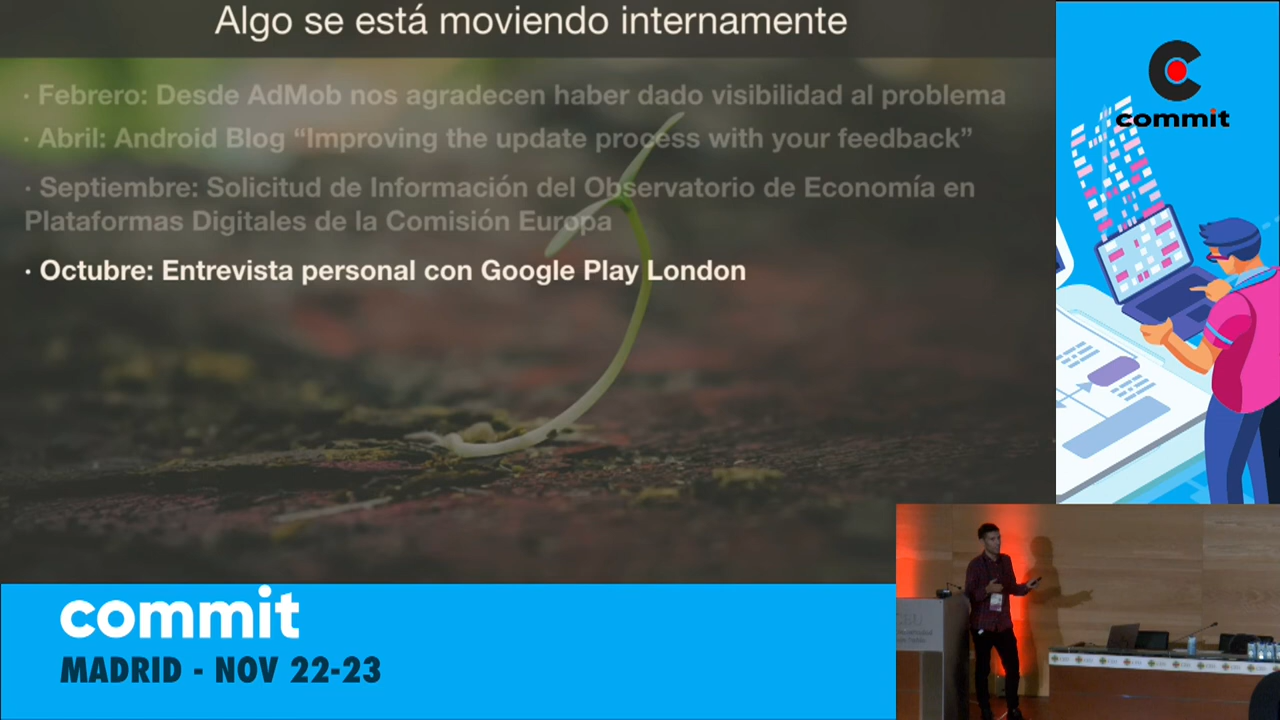 Algo se está moviendo internamente
· Febrero: Desde AdMob nos agradecen haber dado visibilidad al problema
· Abril: Android Blog “Improving the update process with your feedback”
· Septiembre: Solicitud de Información del Observatorio de Economía en
Plataformas Digitales de la Comisión Europa
· Octubre: Entrevista personal con Google Play London
commit
commit
MADRID - NOV 22-23